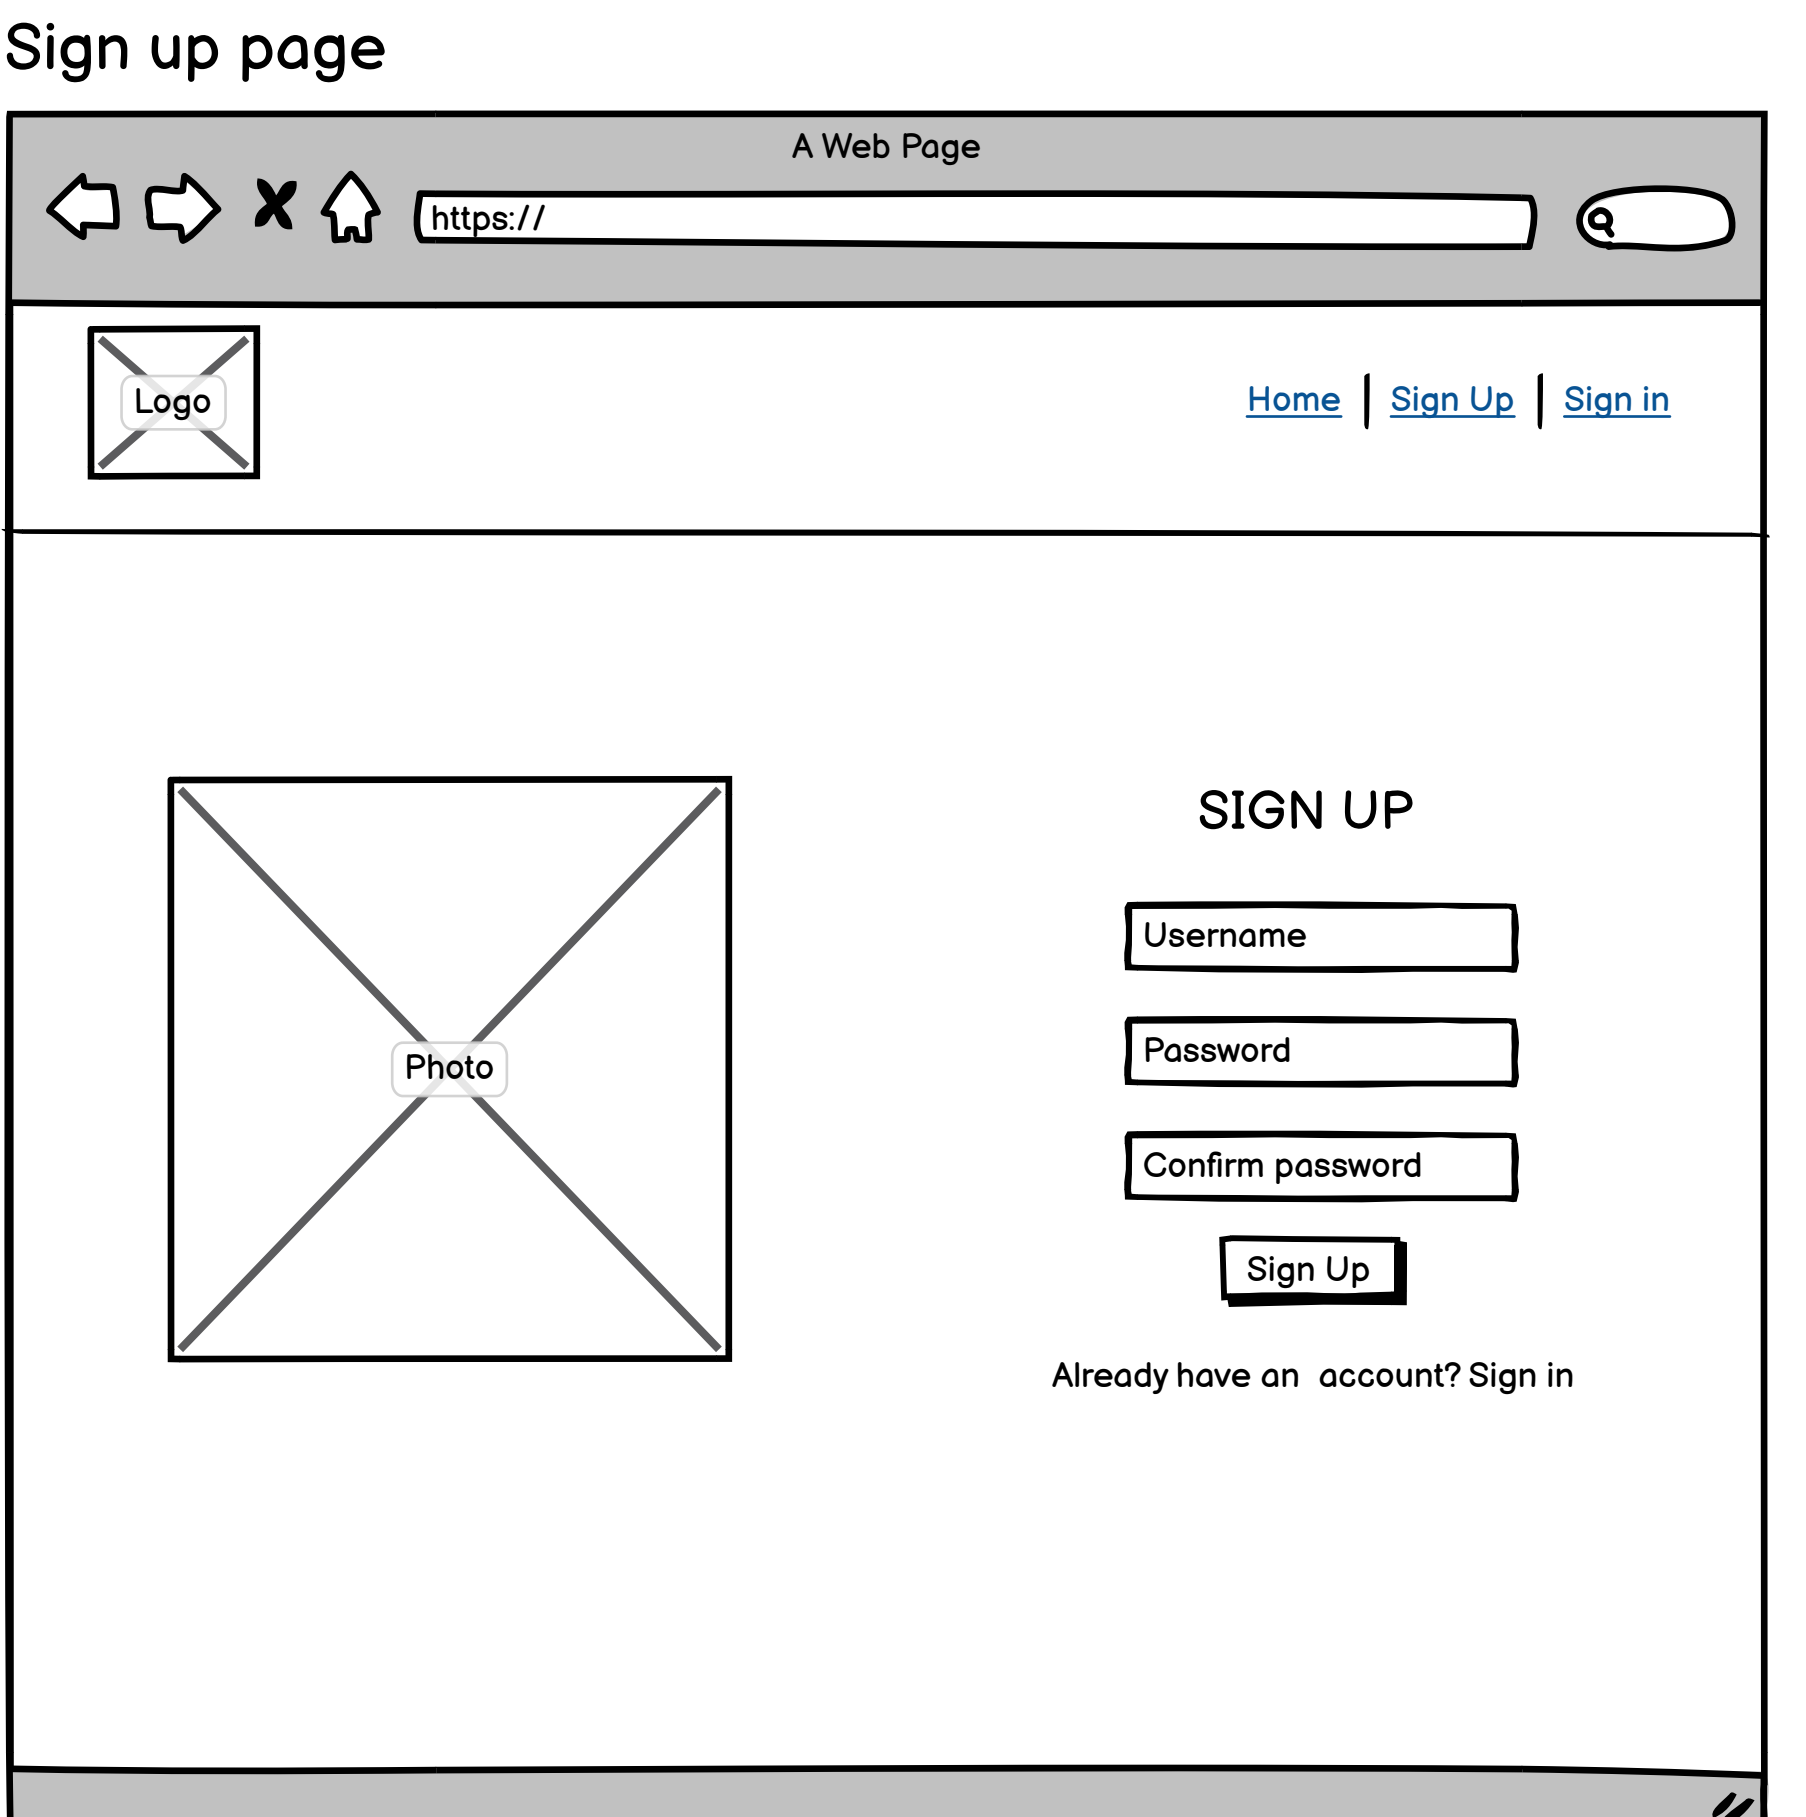 Sign up page
A Web Page
https://
Logo
Home | Sign Up | Sign in
SIGN UP
Username
Password
Photo
Confirm password
Sign Up
Already have an  account? Sign in